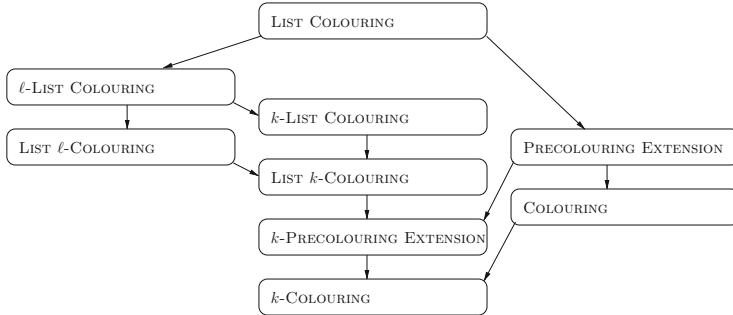 LIST COLOURING
ℓ-LIST COLOURING
k-LIST COLOURING
LIST ℓ-COLOURING
PRECOLOURING EXTENSION
LIST k-COLOURING
COLOURING
k-PRECOLOURING EXTENSION
k-COLOURING